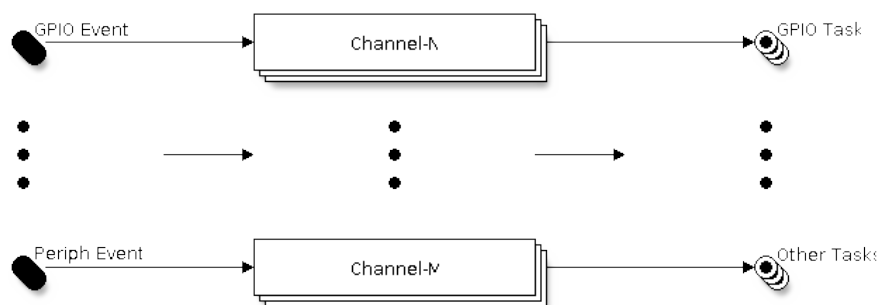 GPIO Event
Channel-N
GPIO Task
Periph Event
Channel-M
Other Tasks